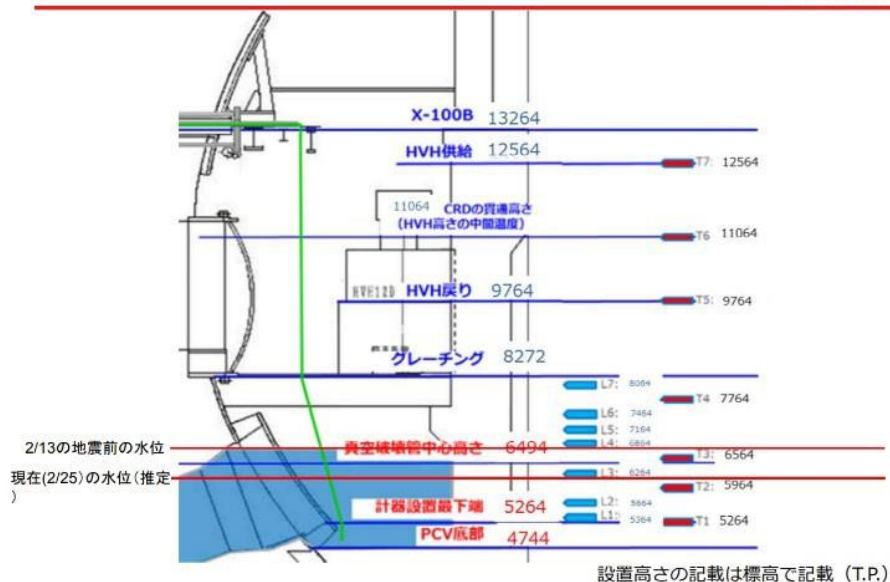 X-100B 13264
HVH供給 12564
T7: 12564
11064 CRDの貫通高さ
(HVH高さの中間温度)
T6 11064
HVH戻り 9764
HVH12D
T5: 9764
グレーチング 8272
L7: 8064
T4 7764
L6: 7464
L5: 7164
L4: 6864
2/13の地震前の水位
真空破壊管中心高さ 6494
T3: 6564
現在(2/25)の水位(推定
)
L3: 6264
T2: 5964
計器設置最下端 5264
L2: 5664
L1: 5364
T1 5264
PCV底部 4744
設置高さの記載は標高で記載(T.P.)